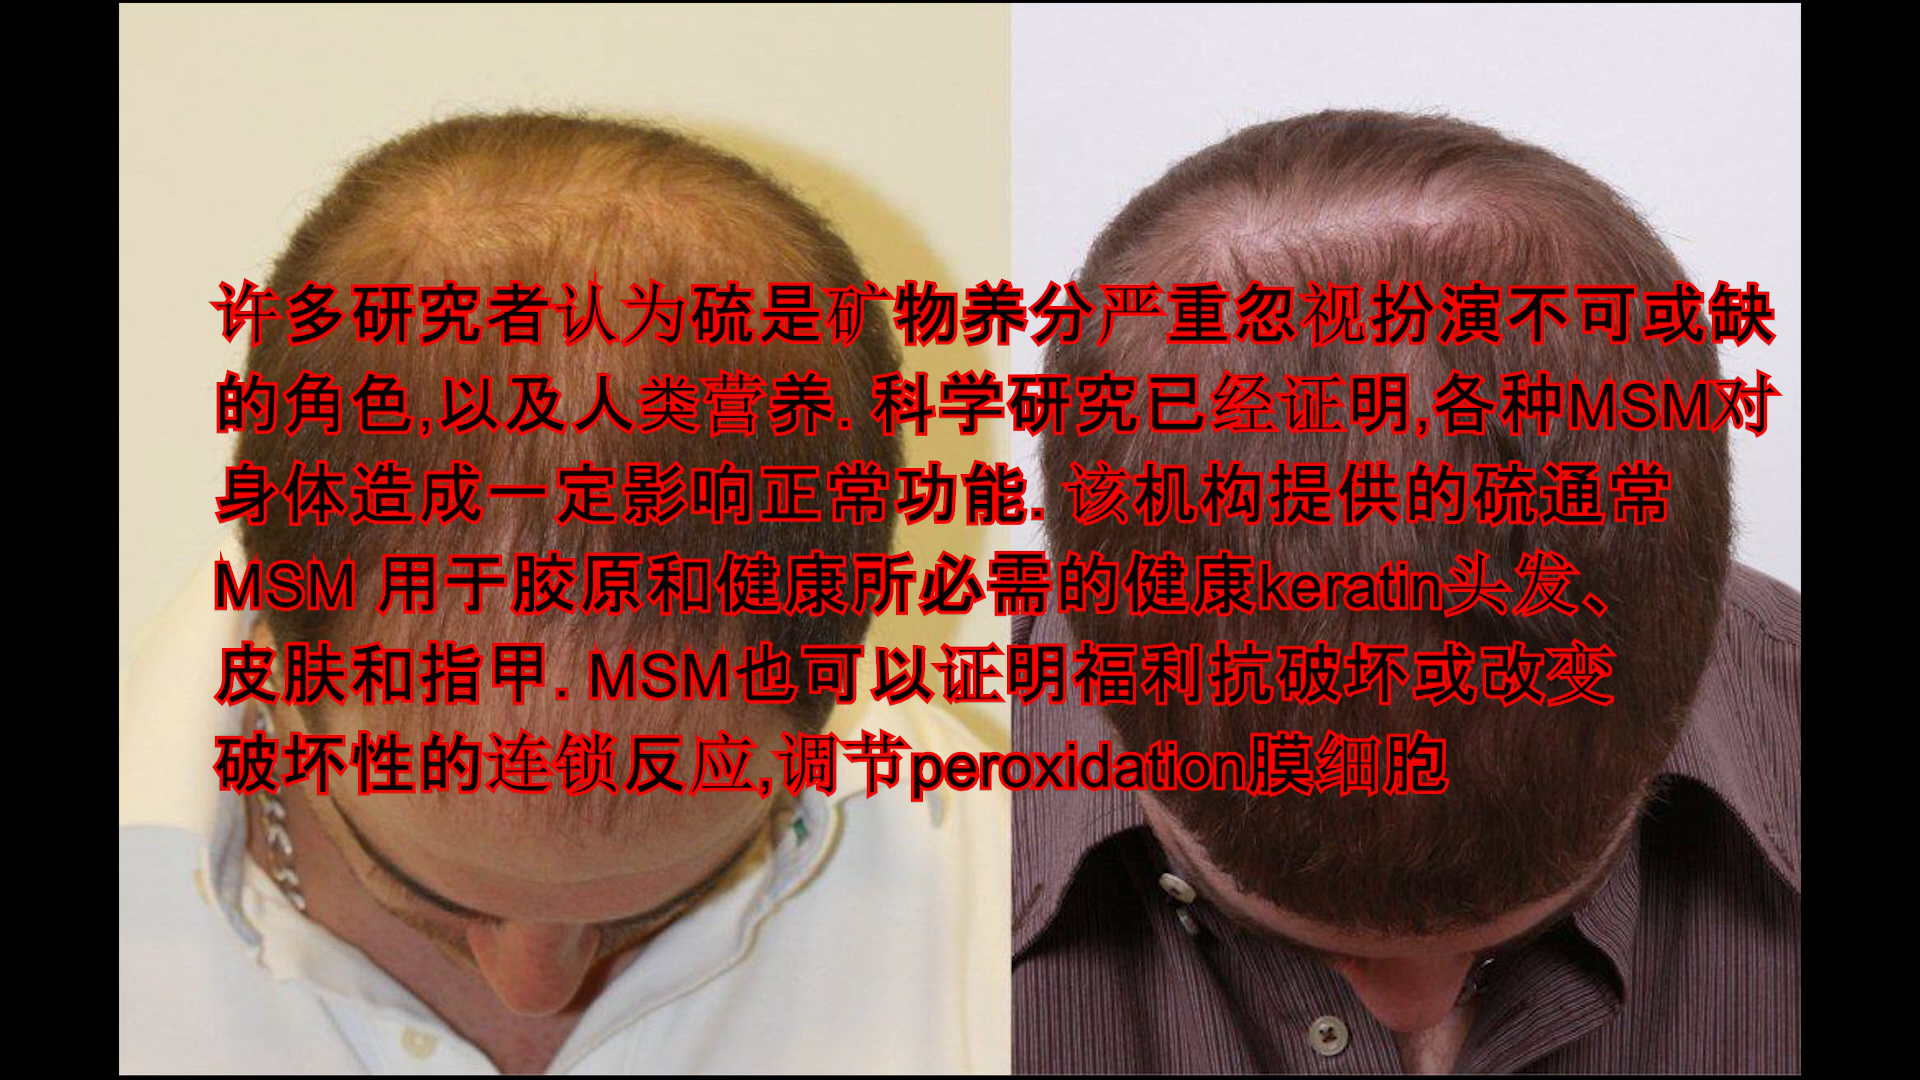 许多研究者认为硫是矿物养分严重忽视扮演不可或缺
的角色,以及人类营养. 科学研究已经证明,各种MSM对
身体造成一定影响正常功能. 该机构提供的硫通常
MSM 用于胶原和健康所必需的健康keratin头发、
皮肤和指甲. MSM也可以证明福利抗破坏或改变
破坏性的连锁反应,调节peroxidation膜细胞